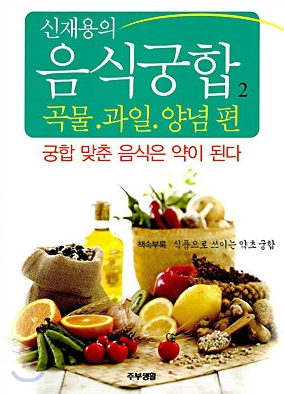 신재용의
음식궁합 2
곡물.과일.양념 편
궁합 맞춘 음식은 약이 된다
책속부록 식품으로 쓰이는 약초 궁합
주부생활